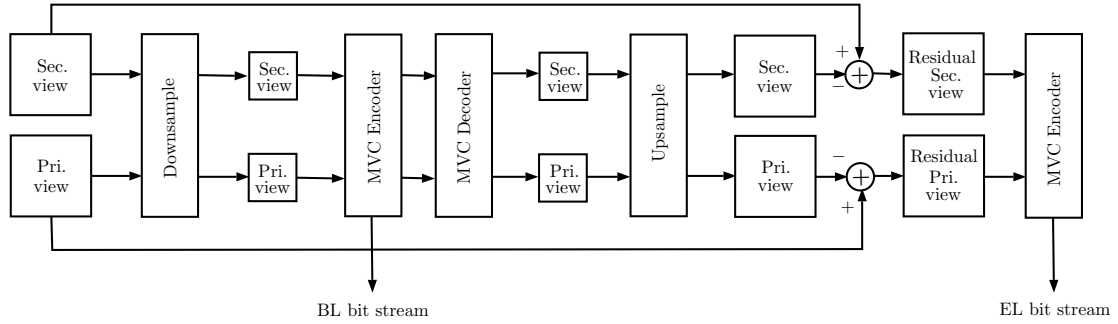 Sec.
view
Pri.
view
Downsample
Sec.
view
Pri.
view
MVC Encoder
MVC Decoder
Sec.
view
Pri.
view
Upsample
Sec.
view
Pri.
view
+
−
+
−
+
+
Residual
Sec.
view
Residual
Pri.
view
MVC Encoder
BL bit stream
EL bit stream